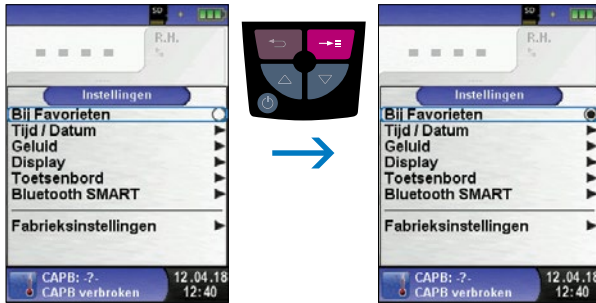 SD
R.H.
%
Instellingen
Bij Favorieten
Tijd / Datum
Geluid
Display
Toetsenbord
Bluetooth SMART
Fabrieksinstellingen
CAPB: -?-
CAPB verbroken
12.04.18
12:40
SD
R.H.
%
Instellingen
Bij Favorieten
Tijd / Datum
Geluid
Display
Toetsenbord
Bluetooth SMART
Fabrieksinstellingen
CAPB: -?-
CAPB verbroken
12.04.18
12:40